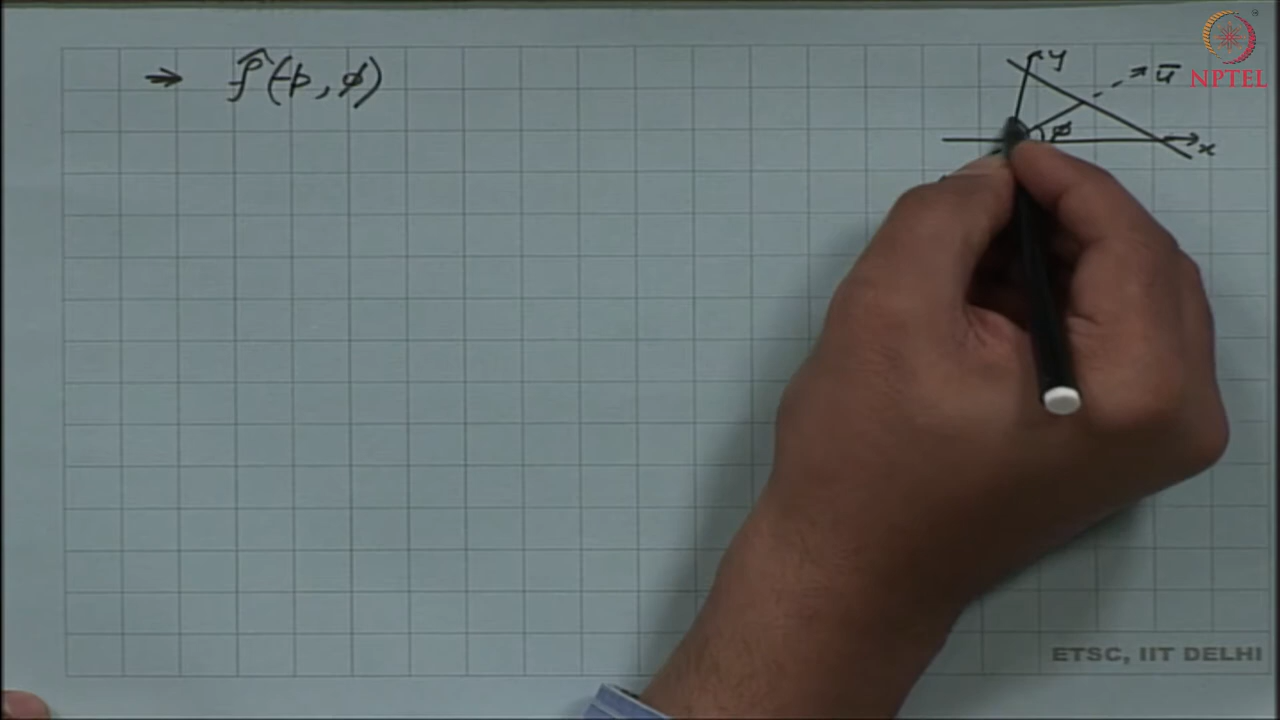 → f̂(p, φ)
y
ū
φ
x
NPTEL
ETSC, IIT DELHI